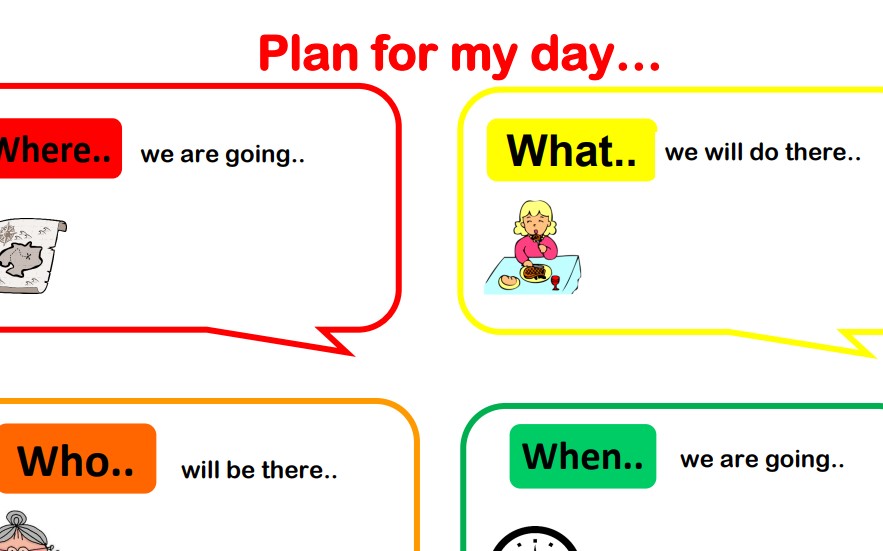 Plan for my day...
Where.. we are going..
What.. we will do there..
Who.. will be there..
When.. we are going..